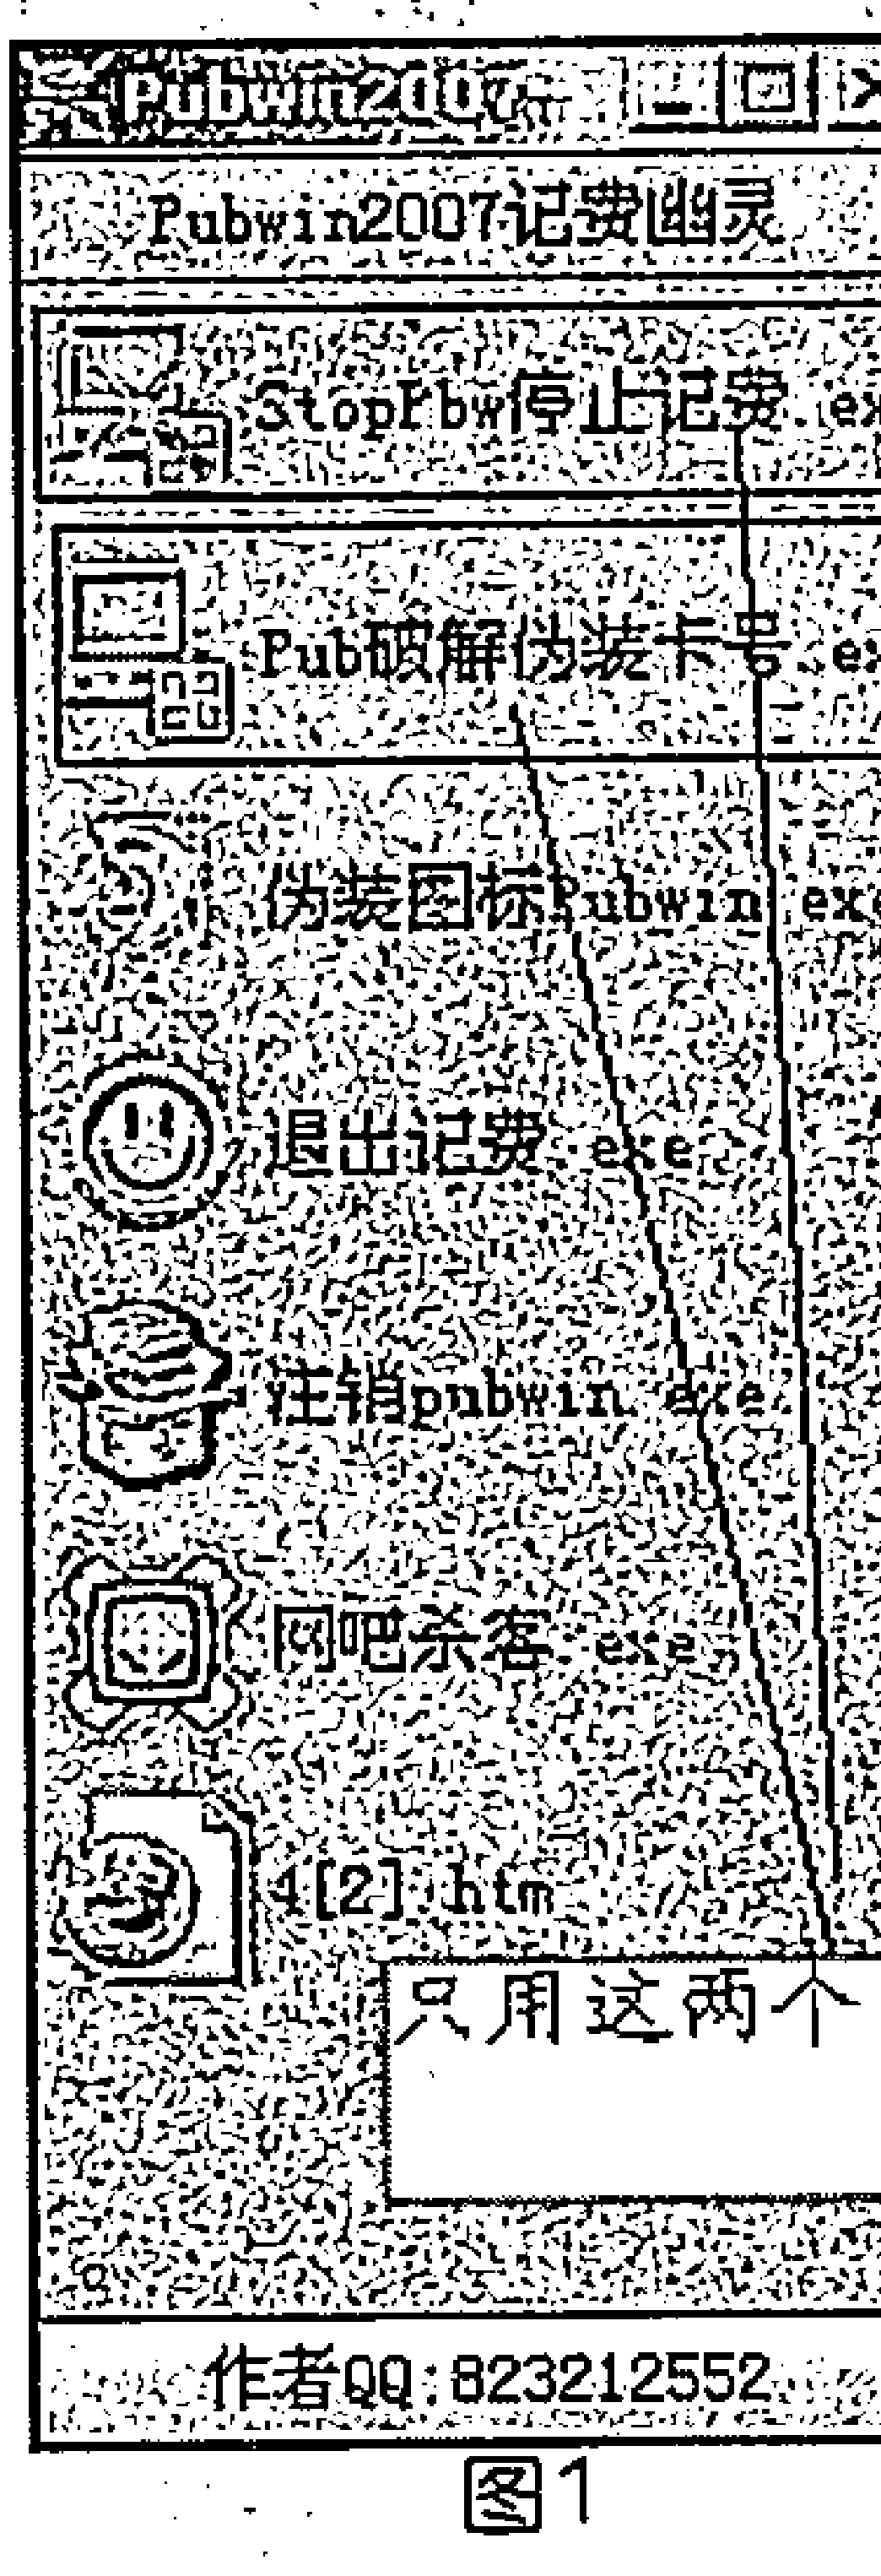 Pubwin2007
Pubwin2007记费幽灵
StopPbw停止记费.ex
Pub破解伪装卡号.ex
伪装图标Pubwin exe
退出记费.exe
注销pubwin.exe
网吧杀客.exe
1[2].htm
只用这两个
作者QQ:823212552
图1